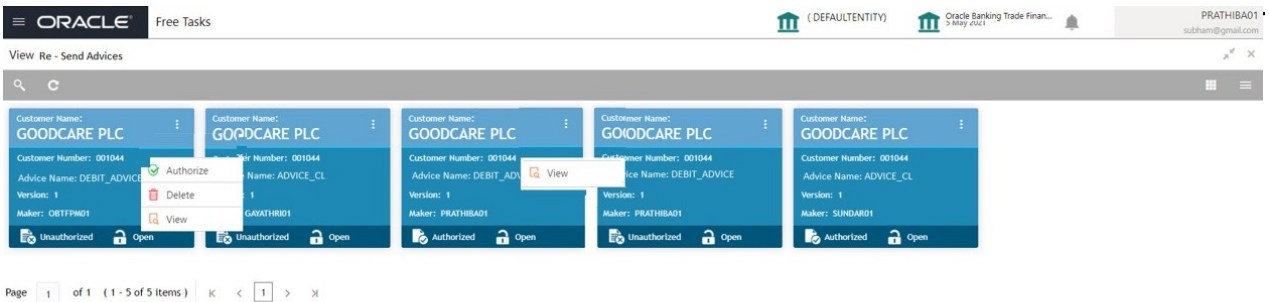 ORACLE® Free Tasks ( DEFAULTENTITY) Oracle Banking Trade Finan... PRATHIBA01
5 May 2021 subham@gmail.com
View Re - Send Advices
Customer Name: Customer Name: Customer Name: Customer Name: Customer Name:
GOODCARE PLC GOODCARE PLC GOODCARE PLC GOODCARE PLC GOODCARE PLC
Customer Number: 001044 Number: 001044 Customer Number: 001044 Customer Number: 001044 Customer Number: 001044
Authorize View
Advice Name: DEBIT_ADVICE Name: ADVICE_CL Advice Name: DEBIT_ADV ice Name: DEBIT_ADVICE Advice Name: ADVICE_CL
Version: 1 Delete : 1 Version: 1 Version: 1 Version: 1
Maker: OBTFPM01 View GAYATHRI01 Maker: PRATHIBA01 Maker: PRATHIBA01 Maker: SUNDAR01
Unauthorized Open Unauthorized Open Authorized Open Unauthorized Open Authorized Open
Page 1 of 1 ( 1 - 5 of 5 items ) K < 1 > >|